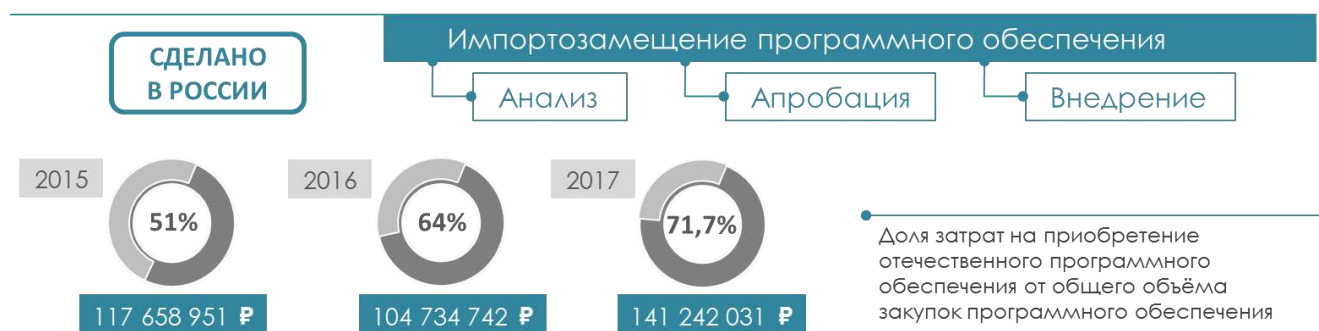 СДЕЛАНО
В РОССИИ
Импортозамещение программного обеспечения
Анализ
Апробация
Внедрение
2015
51%
117 658 951 ₽
2016
64%
104 734 742 ₽
2017
71,7%
141 242 031 ₽
Доля затрат на приобретение
отечественного программного
обеспечения от общего объёма
закупок программного обеспечения